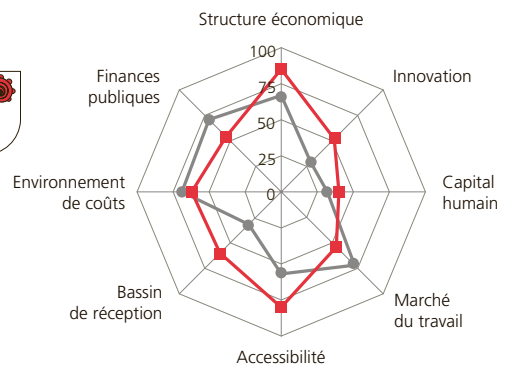 Structure économique
100
Finances
publiques
Innovation
75
50
25
Environnement
de coûts
0
Capital
humain
Bassin
de réception
Marché
du travail
Accessibilité